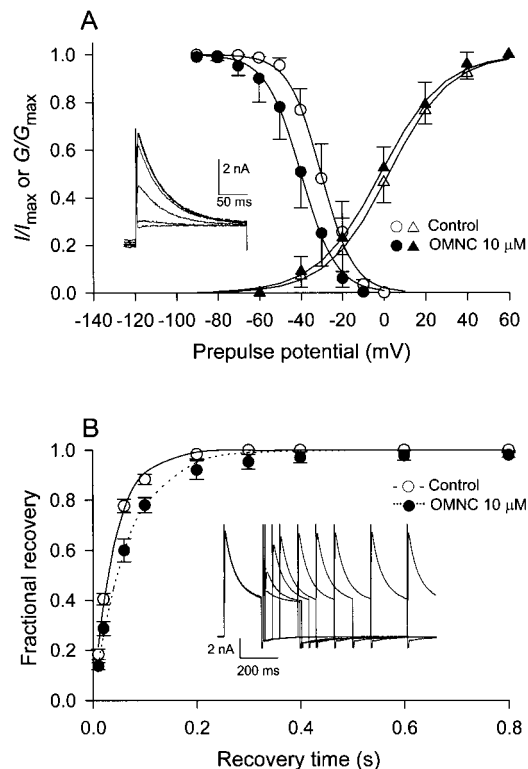 A
I/Imax or G/Gmax
1.0
0.8
0.6
0.4
0.2
0.0
2 nA
50 ms
Control
OMNC 10 μM
-140 -120 -100 -80 -60 -40 -20 0 20 40 60
Prepulse potential (mV)
B
Fractional recovery
1.0
0.8
0.6
0.4
0.2
0.0
Control
OMNC 10 μM
2 nA
200 ms
0.0 0.2 0.4 0.6 0.8
Recovery time (s)